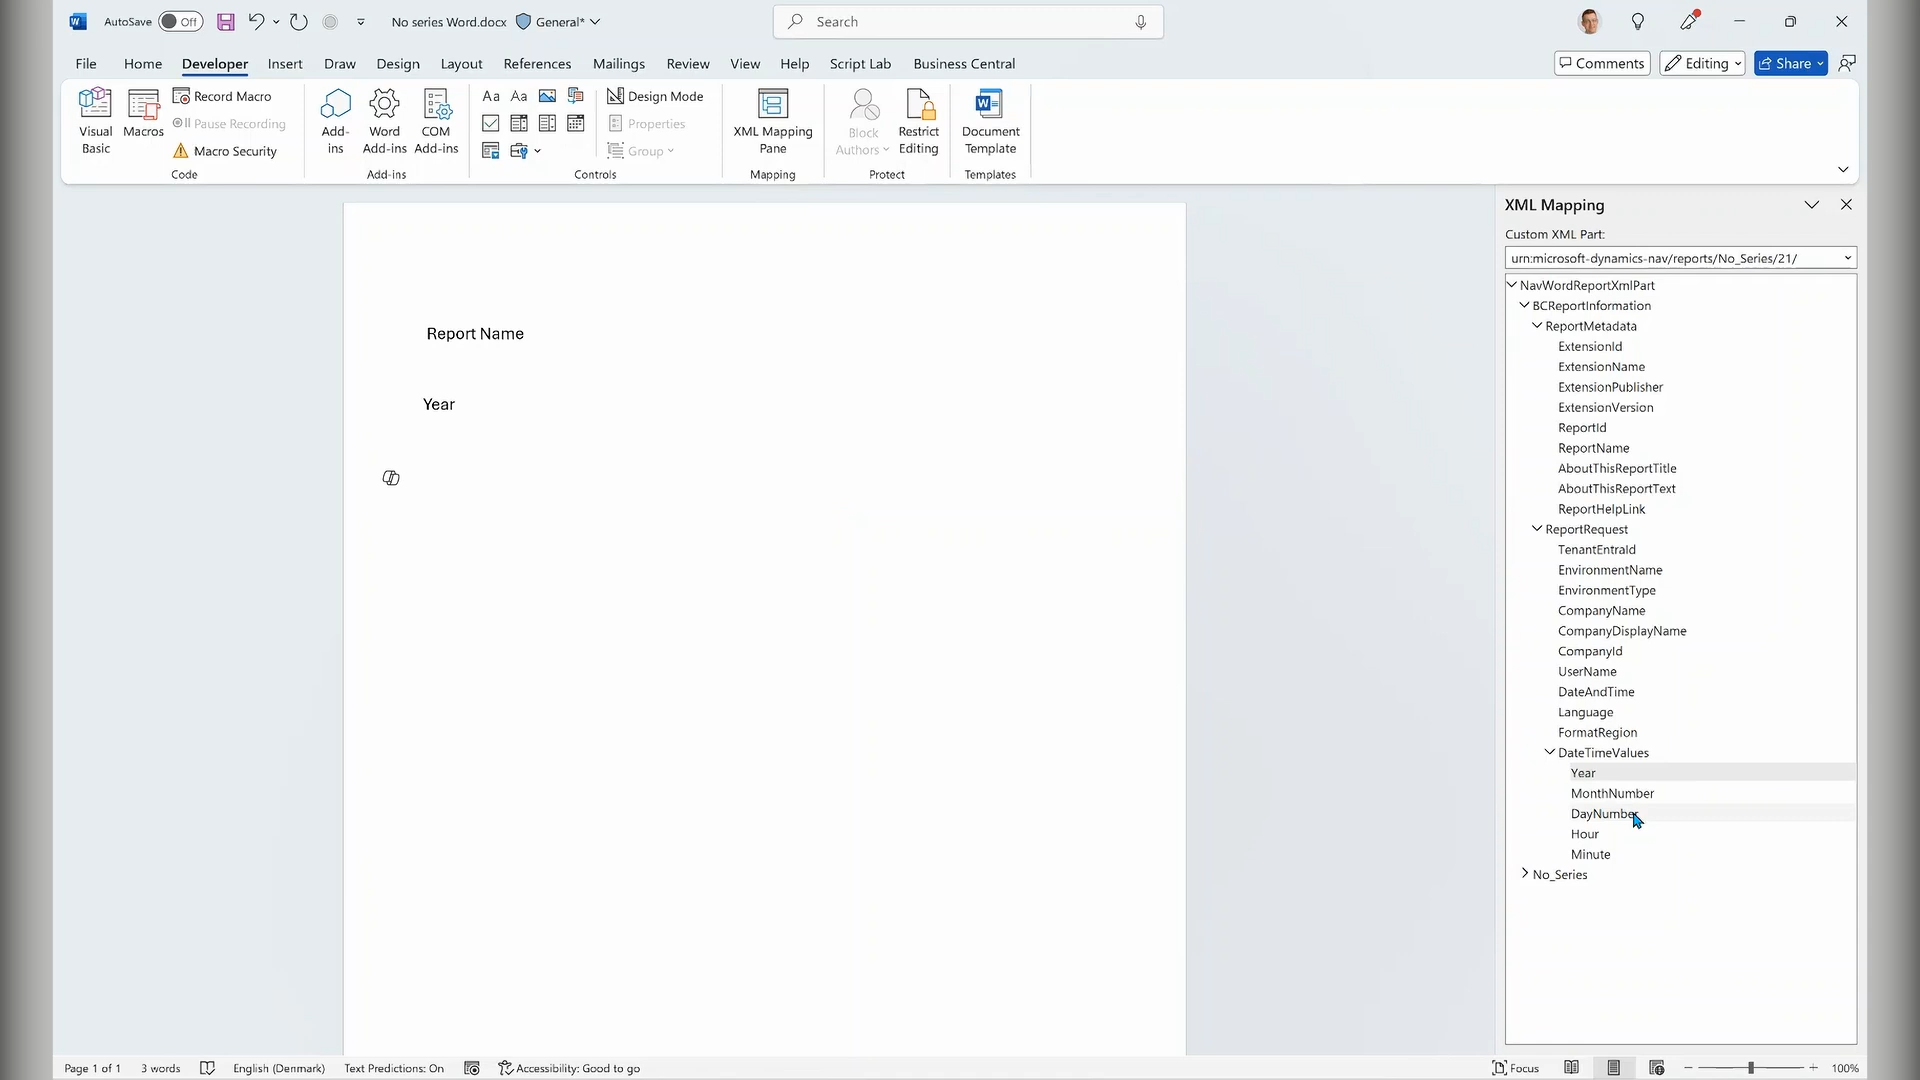 AutoSave Off No series Word.docx General* Search
File Home Developer Insert Draw Design Layout References Mailings Review View Help Script Lab Business Central Comments Editing Share
Visual Basic
Macros
Record Macro
Pause Recording
Macro Security
Code
Add-ins
Word Add-ins
COM Add-ins
Add-ins
Aa Aa
Design Mode
Properties
Group
Controls
XML Mapping Pane
Mapping
Block Authors
Restrict Editing
Protect
Document Template
Templates
Report Name
Year
XML Mapping
Custom XML Part:
urn:microsoft-dynamics-nav/reports/No_Series/21/
NavWordReportXmlPart
BCReportInformation
ReportMetadata
ExtensionId
ExtensionName
ExtensionPublisher
ExtensionVersion
ReportId
ReportName
AboutThisReportTitle
AboutThisReportText
ReportHelpLink
ReportRequest
TenantEntraId
EnvironmentName
EnvironmentType
CompanyName
CompanyDisplayName
CompanyId
UserName
DateAndTime
Language
FormatRegion
DateTimeValues
Year
MonthNumber
DayNumber
Hour
Minute
No_Series
Page 1 of 1 3 words English (Denmark) Text Predictions: On Accessibility: Good to go Focus 100%